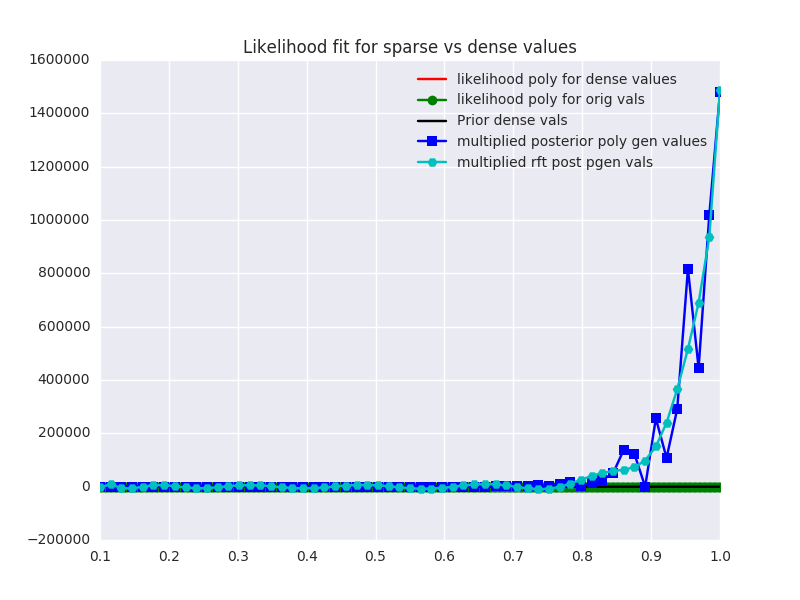 Likelihood fit for sparse vs dense values
1600000
1400000
1200000
1000000
800000
600000
400000
200000
0
−200000
likelihood poly for dense values
likelihood poly for orig vals
Prior dense vals
multiplied posterior poly gen values
multiplied rft post pgen vals
0.1 0.2 0.3 0.4 0.5 0.6 0.7 0.8 0.9 1.0